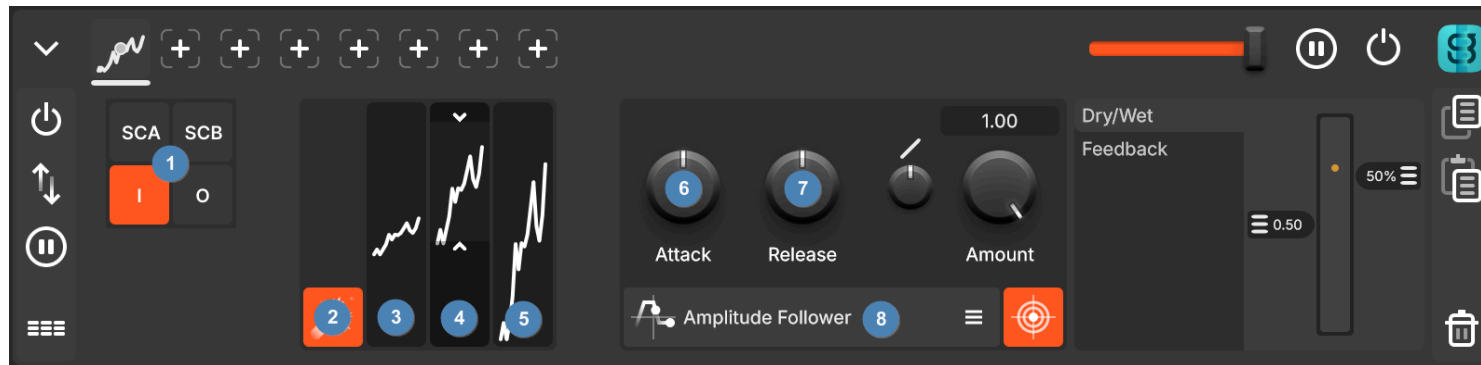 SCA SCB
1
I O
2
3
4
5
1.00
6
7
Attack Release Amount
Amplitude Follower 8
Dry/Wet
Feedback
50%
0.50